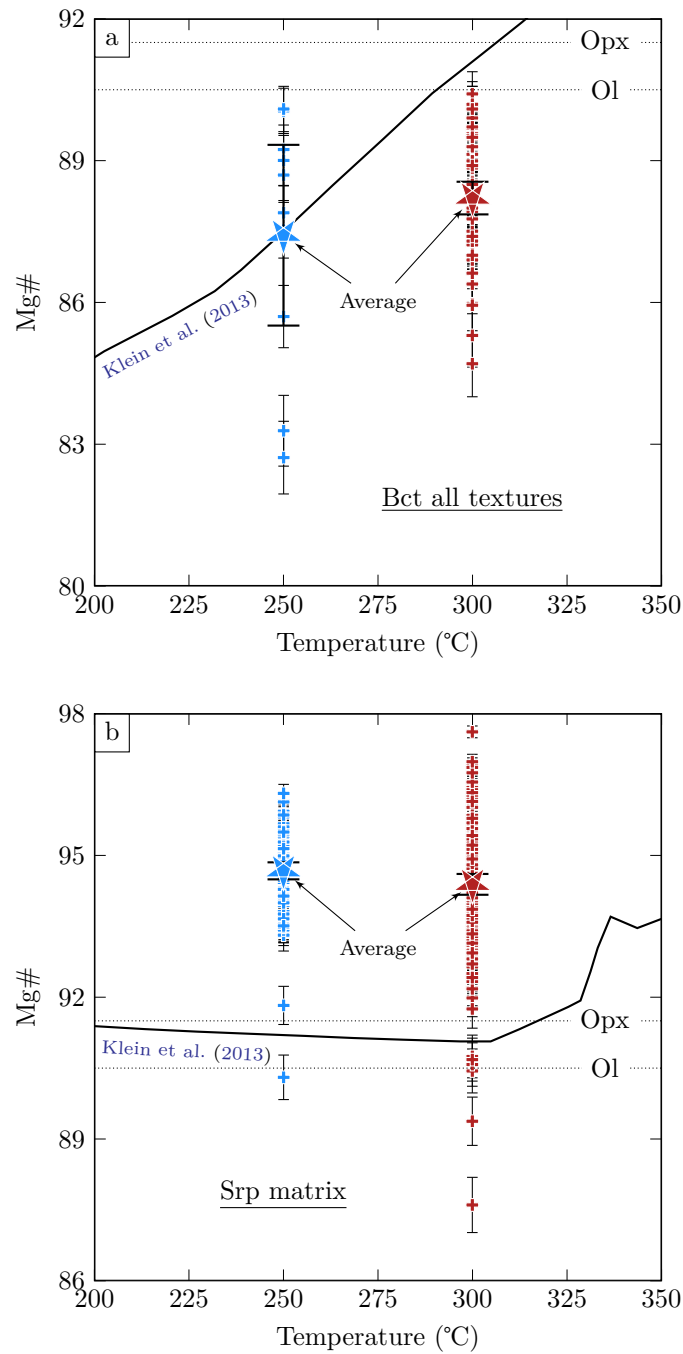 92
a
Opx
Ol
89
Mg#
86
Klein et al. (2013)
Average
83
Bct all textures
80
200 225 250 275 300 325 350
Temperature (℃)
98
b
95
Average
Mg#
92
Opx
Klein et al. (2013)
Ol
89
Srp matrix
86
200 225 250 275 300 325 350
Temperature (℃)